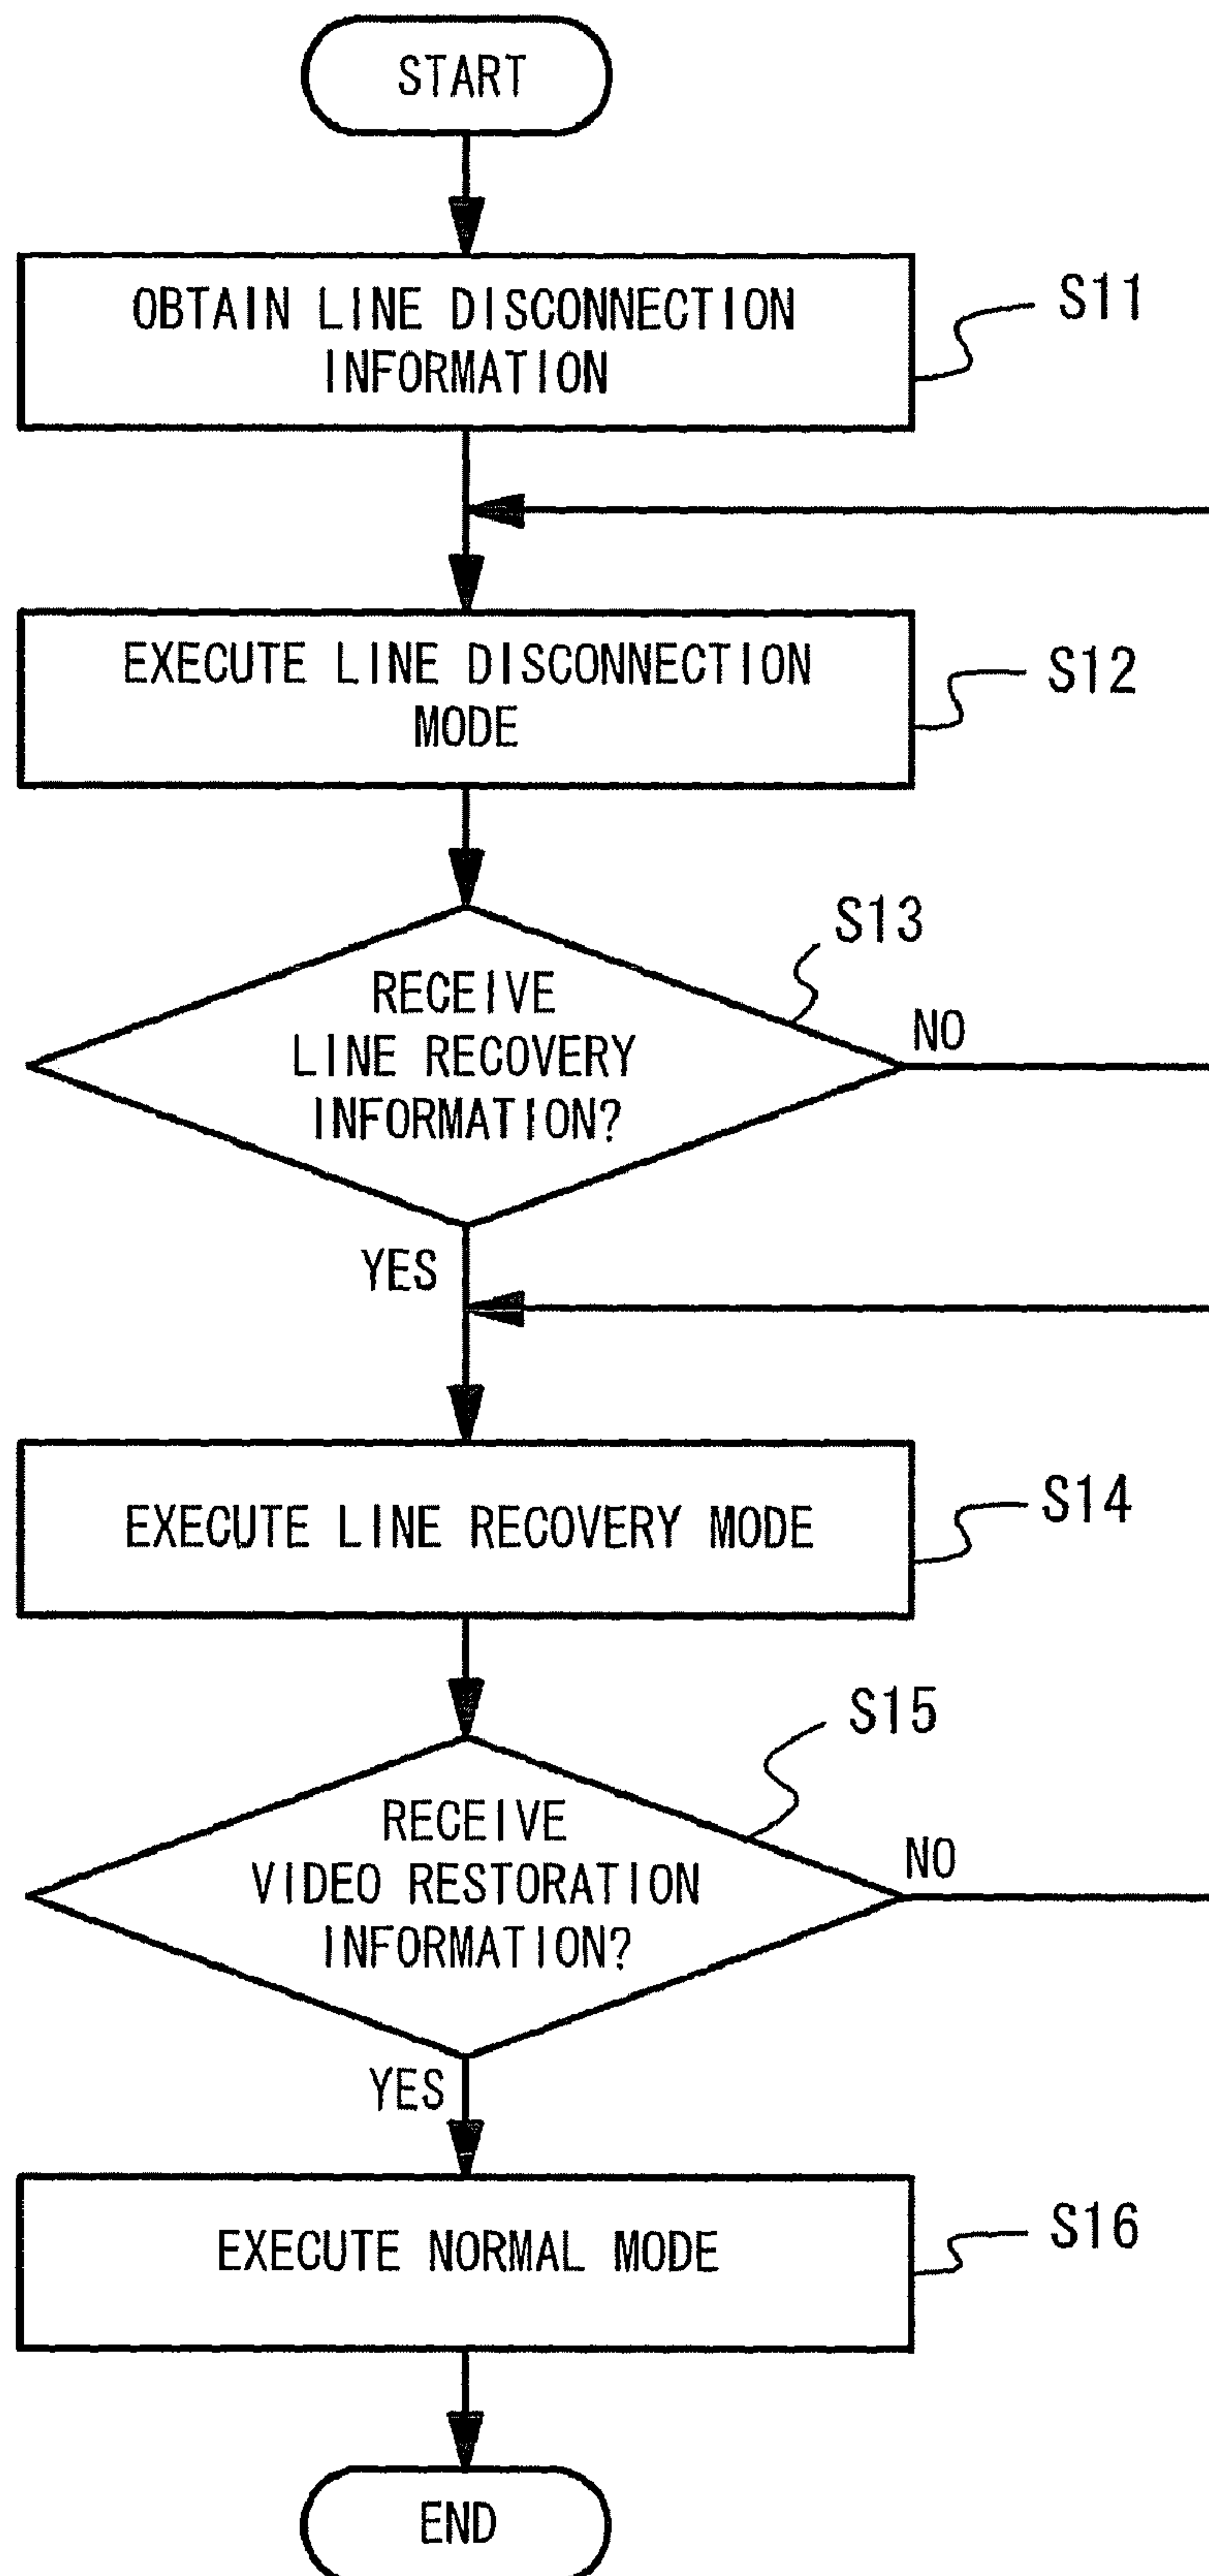 START
OBTAIN LINE DISCONNECTION
INFORMATION
S11
EXECUTE LINE DISCONNECTION
MODE
S12
S13
RECEIVE
LINE RECOVERY
INFORMATION?
NO
YES
EXECUTE LINE RECOVERY MODE
S14
S15
RECEIVE
VIDEO RESTORATION
INFORMATION?
NO
YES
EXECUTE NORMAL MODE
S16
END